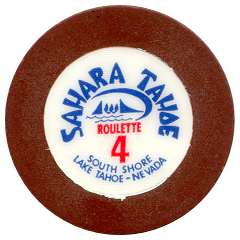 SAHARA TAHOE
ROULETTE
4
SOUTH SHORE
LAKE TAHOE - NEVADA